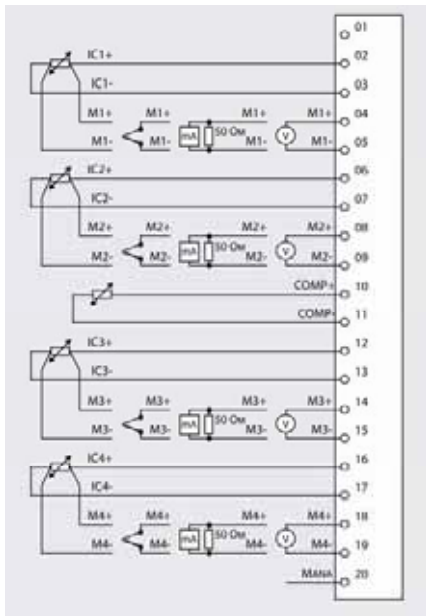 01
IC1+ 02
IC1- 03
M1+ M1+ M1+ M1+ 04
mA 50 Ом V
M1- M1- M1- M1- 05
IC2+ 06
IC2- 07
M2+ M2+ M2+ M2+ 08
mA 50 Ом V
M2- M2- M2- M2- 09
COMP+ 10
COMP- 11
IC3+ 12
IC3- 13
M3+ M3+ M3+ M3+ 14
mA 50 Ом V
M3- M3- M3- M3- 15
IC4+ 16
IC4- 17
M4+ M4+ M4+ M4+ 18
mA 50 Ом V
M4- M4- M4- M4- 19
MANA 20